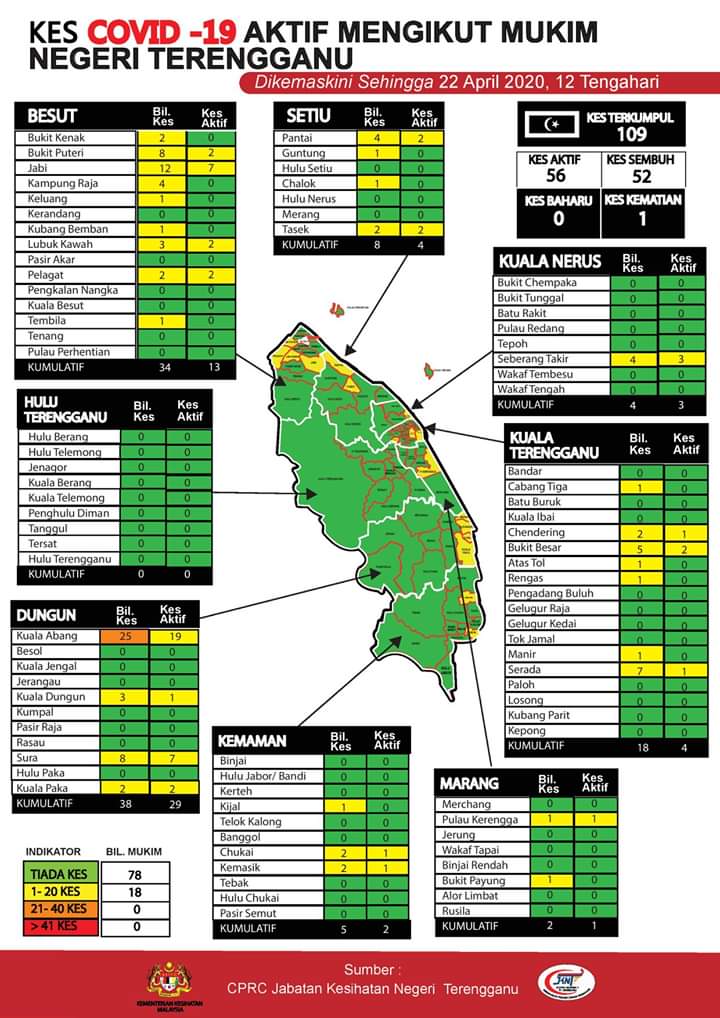 KES COVID -19 AKTIF MENGIKUT MUKIM
NEGERI TERENGGANU
Dikemaskini Sehingga 22 April 2020, 12 Tengahari
BESUT Bil. Kes Kes Aktif
Bukit Kenak 2 0
Bukit Puteri 8 2
Jabi 12 7
Kampung Raja 4 0
Keluang 1 0
Kerandang 0 0
Kubang Bemban 1 0
Lubuk Kawah 3 2
Pasir Akar 0 0
Pelagat 2 2
Pengkalan Nangka 0 0
Kuala Besut 0 0
Tembila 1 0
Tenang 0 0
Pulau Perhentian 0 0
KUMULATIF 34 13
SETIU Bil. Kes Kes Aktif
Pantai 4 2
Guntung 1 0
Hulu Setiu 0 0
Chalok 1 0
Hulu Nerus 0 0
Merang 0 0
Tasek 2 2
KUMULATIF 8 4
KES TERKUMPUL
109
KES AKTIF
56
KES SEMBUH
52
KES BAHARU
0
KES KEMATIAN
1
KUALA NERUS Bil. Kes Kes Aktif
Bukit Chempaka 0 0
Bukit Tunggal 0 0
Batu Rakit 0 0
Pulau Redang 0 0
Tepoh 0 0
Seberang Takir 4 3
Wakaf Tembesu 0 0
Wakaf Tengah 0 0
KUMULATIF 4 3
HULU TERENGGANU Bil. Kes Kes Aktif
Hulu Berang 0 0
Hulu Telemong 0 0
Jenagor 0 0
Kuala Berang 0 0
Kuala Telemong 0 0
Penghulu Diman 0 0
Tanggul 0 0
Tersat 0 0
Hulu Terengganu 0 0
KUMULATIF 0 0
KUALA TERENGGANU Bil. Kes Kes Aktif
Bandar 0 0
Cabang Tiga 1 0
Batu Buruk 0 0
Kuala Ibai 0 0
Chendering 2 1
Bukit Besar 5 2
Atas Tol 1 0
Rengas 1 0
Pengadang Buluh 0 0
Gelugur Raja 0 0
Gelugur Kedai 0 0
Tok Jamal 0 0
Manir 1 0
Serada 7 1
Paloh 0 0
Losong 0 0
Kubang Parit 0 0
Kepong 0 0
KUMULATIF 18 4
DUNGUN Bil. Kes Kes Aktif
Kuala Abang 25 19
Besol 0 0
Kuala Jengal 0 0
Jerangau 0 0
Kuala Dungun 3 1
Kumpal 0 0
Pasir Raja 0 0
Rasau 0 0
Sura 8 7
Hulu Paka 0 0
Kuala Paka 2 2
KUMULATIF 38 29
KEMAMAN Bil. Kes Kes Aktif
Binjai 0 0
Hulu Jabor/ Bandi 0 0
Kerteh 0 0
Kijal 1 0
Telok Kalong 0 0
Banggol 0 0
Chukai 2 1
Kemasik 2 1
Tebak 0 0
Hulu Chukai 0 0
Pasir Semut 0 0
KUMULATIF 5 2
MARANG Bil. Kes Kes Aktif
Merchang 0 0
Pulau Kerengga 1 1
Jerung 0 0
Wakaf Tapai 0 0
Binjai Rendah 0 0
Bukit Payung 1 0
Alor Limbat 0 0
Rusila 0 0
KUMULATIF 2 1
INDIKATOR BIL. MUKIM
TIADA KES 78
1- 20 KES 18
21- 40 KES 0
> 41 KES 0
KEMENTERIAN KESIHATAN
MALAYSIA
Sumber :
CPRC Jabatan Kesihatan Negeri Terengganu